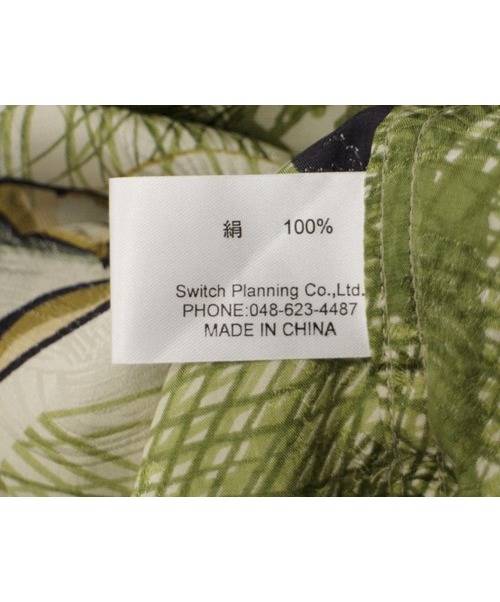 絹 100%
Switch Planning Co.,Ltd.
PHONE:048-623-4487
MADE IN CHINA